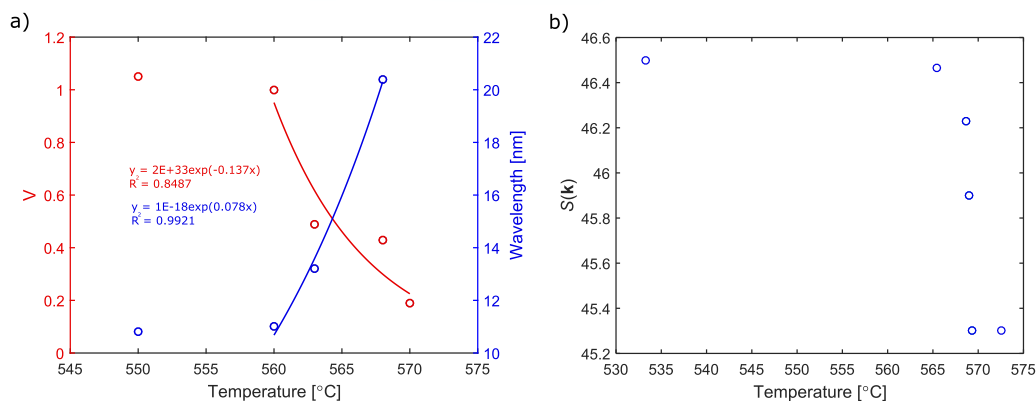 a)
1.2
1
0.8
0.6
0.4
0.2
0
V
y = 2E+33exp(-0.137x)
R² = 0.8487
y = 1E-18exp(0.078x)
R² = 0.9921
22
20
18
16
14
12
10
Wavelength [nm]
545 550 555 560 565 570 575
Temperature [°C]
b)
46.6
46.4
46.2
46
45.8
45.6
45.4
45.2
S(k)
530 535 540 545 550 555 560 565 570 575
Temperature [°C]